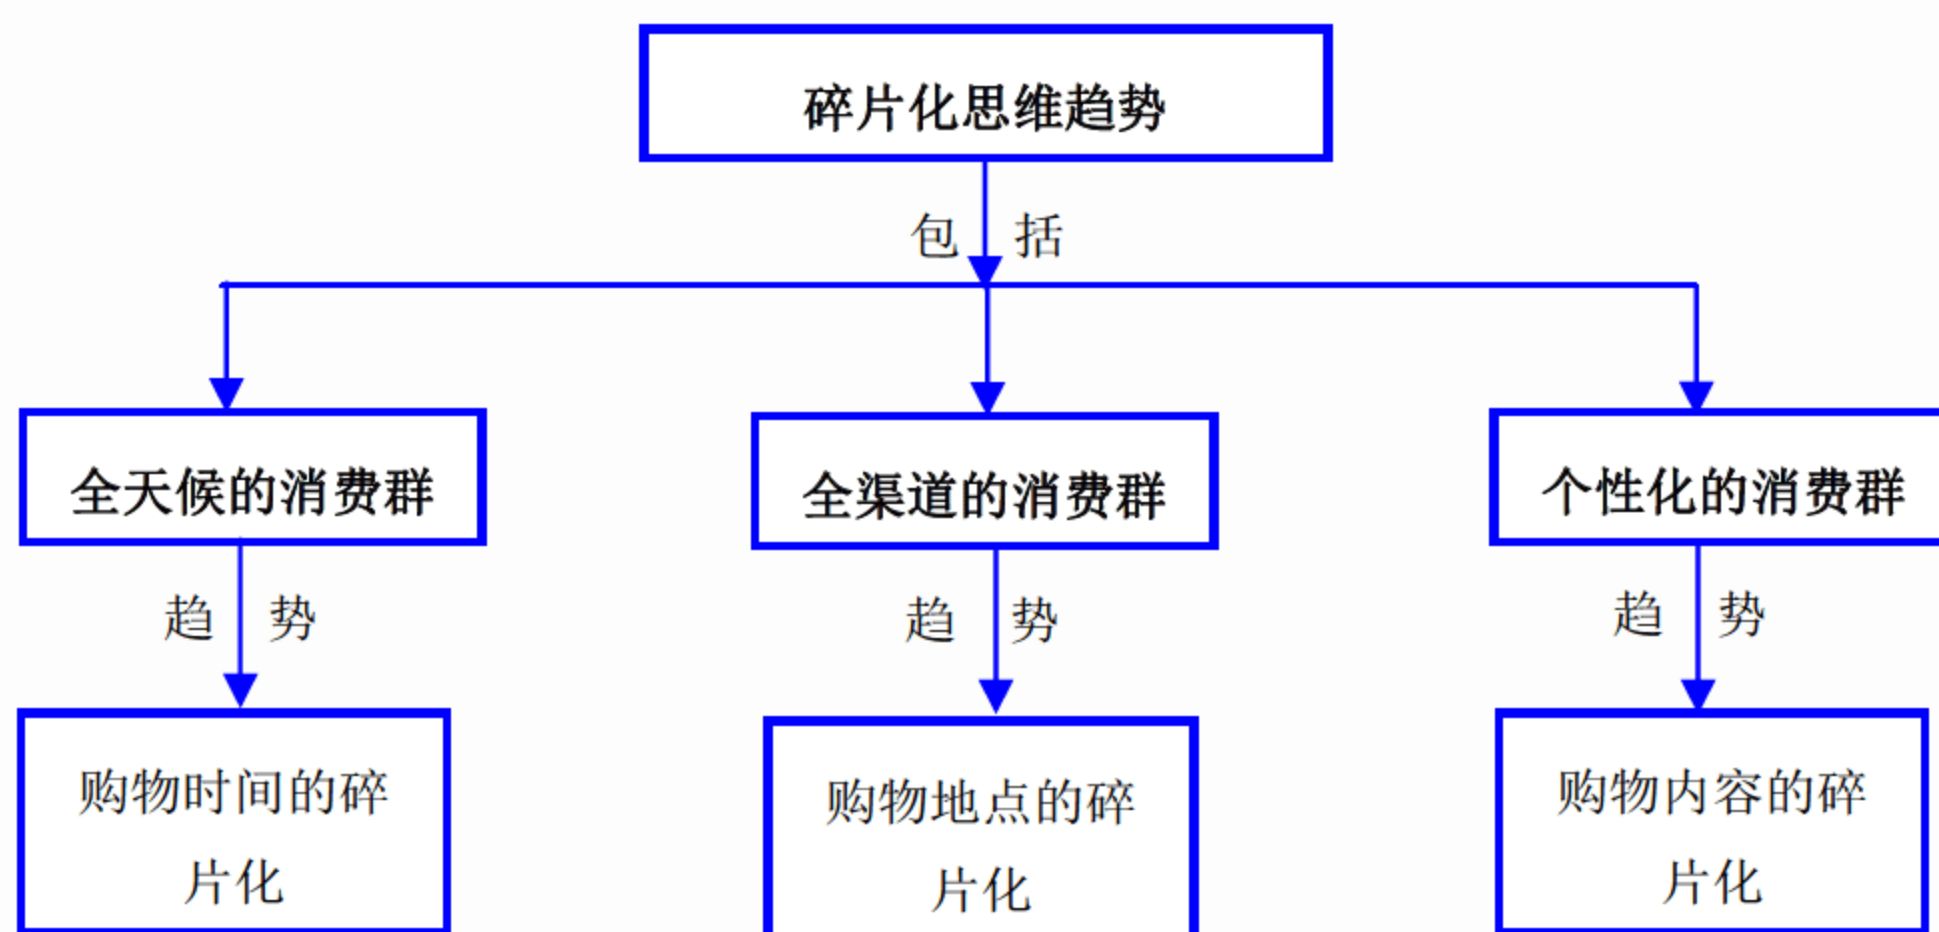 碎片化思维趋势
包括
全天候的消费群
全渠道的消费群
个性化的消费群
趋势
趋势
趋势
购物时间的碎
片化
购物地点的碎
片化
购物内容的碎
片化